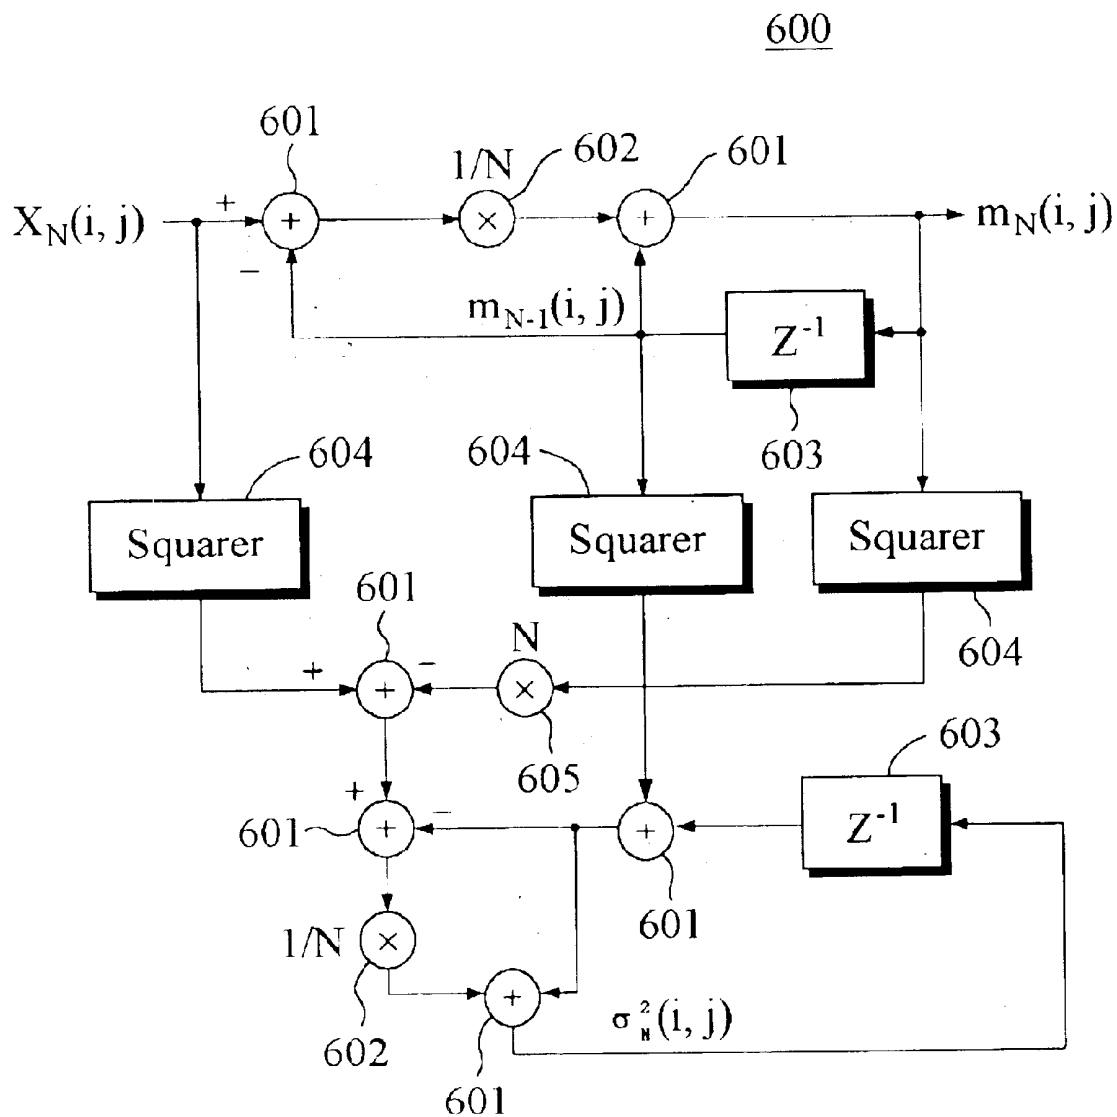 600
601
1/N
602
601
X_N(i, j)
+
+
×
+
m_N(i, j)
−
m_{N-1}(i, j)
Z^{-1}
603
604
604
Squarer
Squarer
Squarer
601
N
604
+
−
+
×
605
603
+
−
601
+
+
Z^{-1}
601
1/N
×
602
+
601
σ_N^2(i, j)